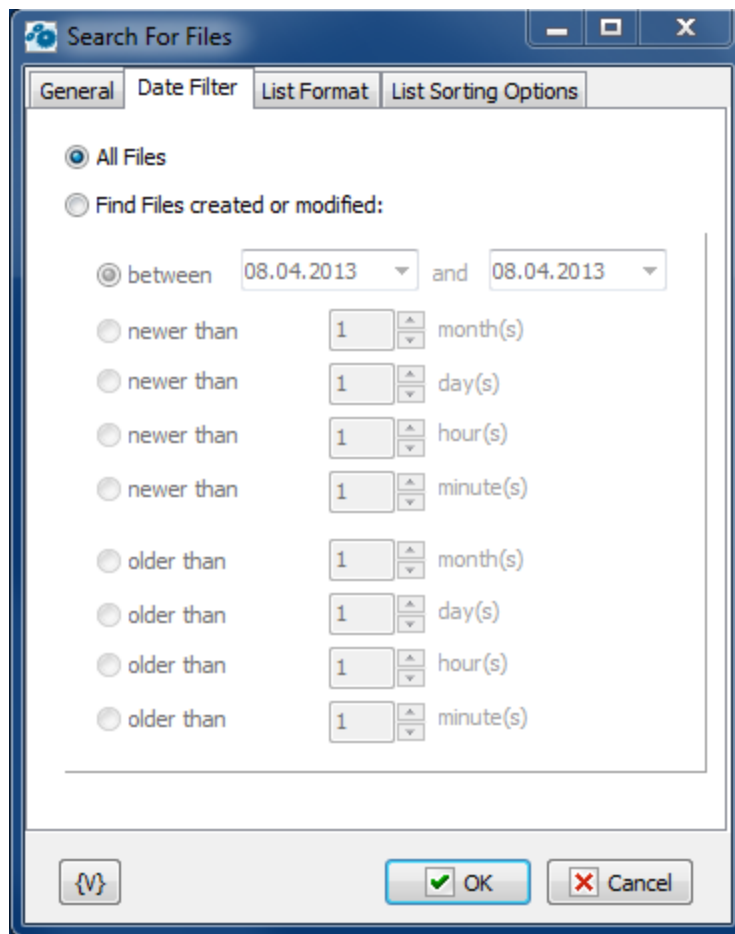 Search For Files
General Date Filter List Format List Sorting Options
All Files
Find Files created or modified:
between 08.04.2013 and 08.04.2013
newer than 1 month(s)
newer than 1 day(s)
newer than 1 hour(s)
newer than 1 minute(s)
older than 1 month(s)
older than 1 day(s)
older than 1 hour(s)
older than 1 minute(s)
{V} OK Cancel